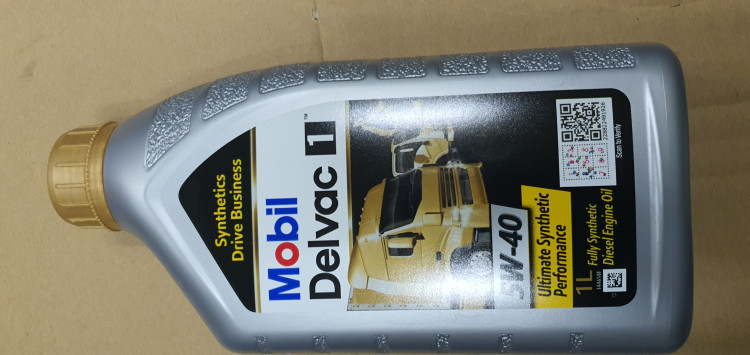 Synthetics
Drive Business
Mobil
Delvac 1™
5W-40
Ultimate Synthetic
Performance
1L
Fully Synthetic
Diesel Engine Oil
Scan to Verify